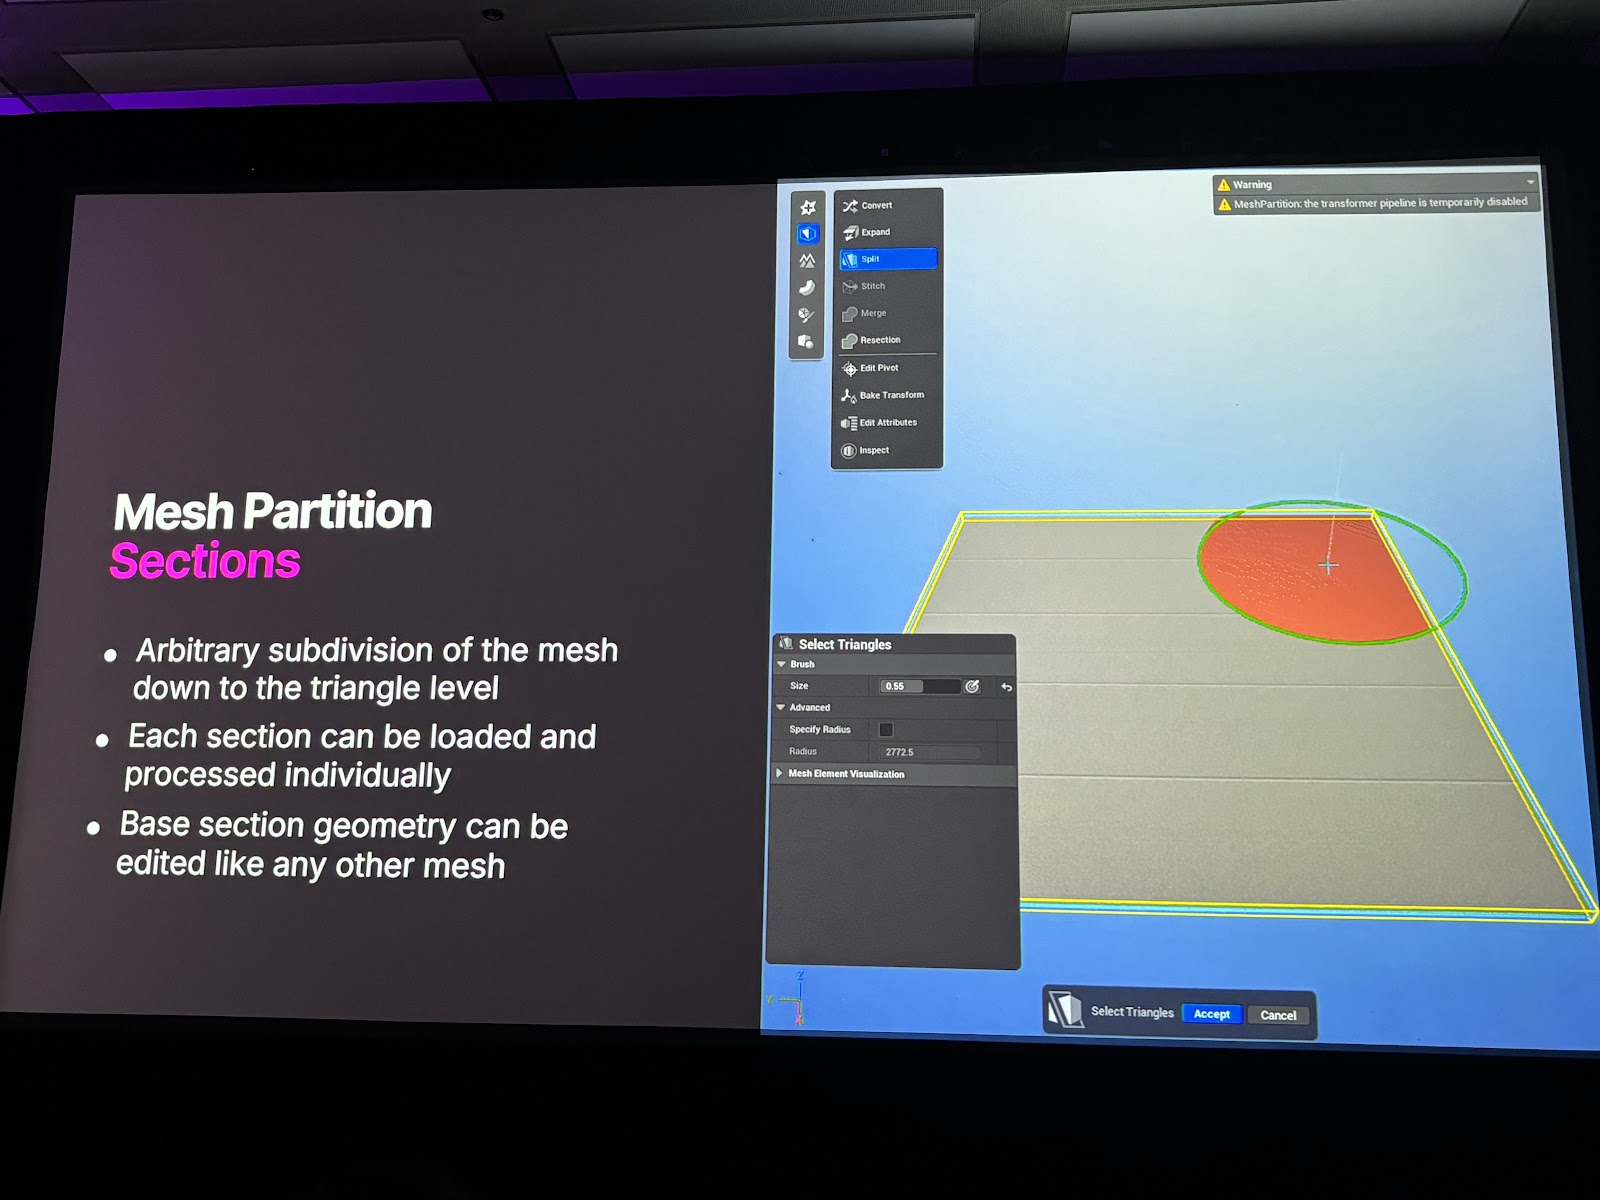 Mesh Partition
Sections
• Arbitrary subdivision of the mesh
down to the triangle level
• Each section can be loaded and
processed individually
• Base section geometry can be
edited like any other mesh
Convert
Expand
Split
Stitch
Merge
Resection
Edit Pivot
Bake Transform
Edit Attributes
Inspect
Warning
MeshPartition: the transformer pipeline is temporarily disabled
Select Triangles
Brush
Size 0.55
Advanced
Specify Radius
Radius 2772.5
Mesh Element Visualization
Z
Y
X
Select Triangles Accept Cancel